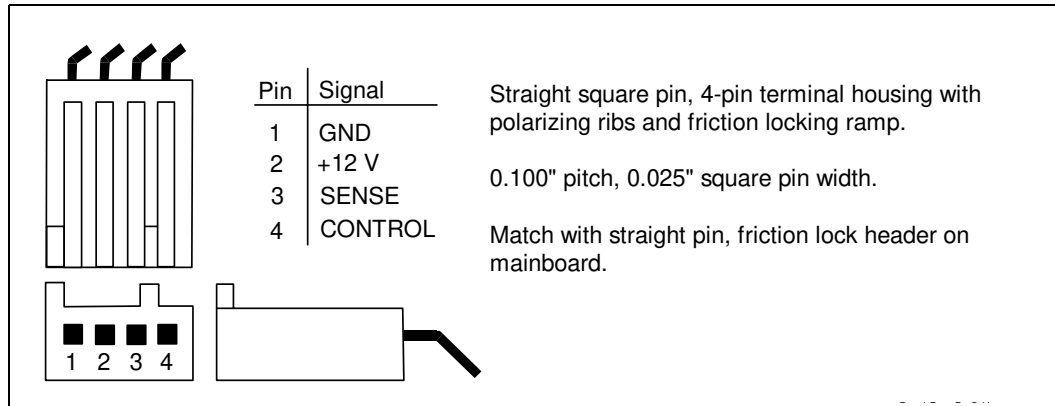 Pin Signal
1 GND
2 +12 V
3 SENSE
4 CONTROL
Straight square pin, 4-pin terminal housing with
polarizing ribs and friction locking ramp.
0.100" pitch, 0.025" square pin width.
Match with straight pin, friction lock header on
mainboard.
1 2 3 4